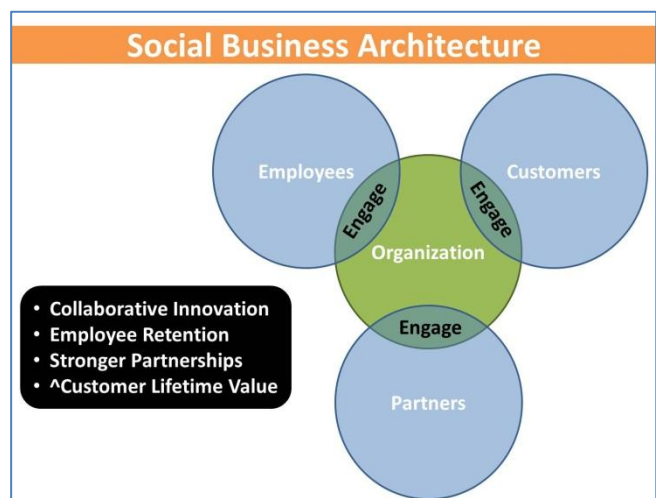 Social Business Architecture
Employees
Customers
Engage
Engage
Organization
• Collaborative Innovation
• Employee Retention
• Stronger Partnerships
• ^Customer Lifetime Value
Engage
Partners